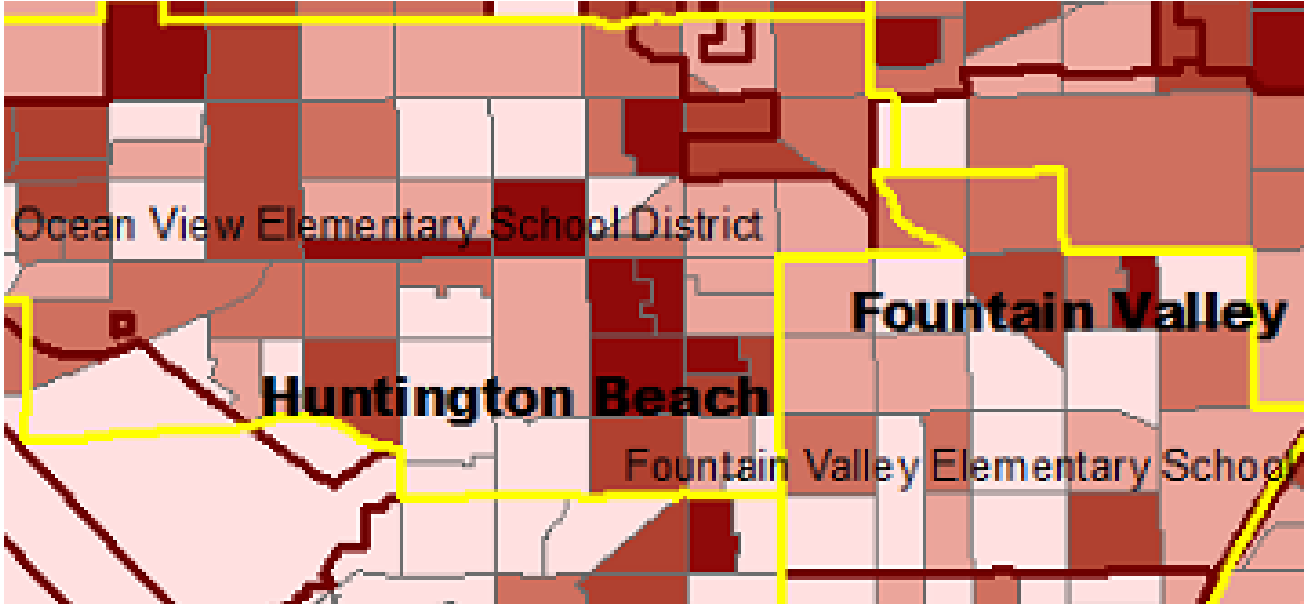 Ocean View Elementary School District
Fountain Valley
Huntington Beach
Fountain Valley Elementary School